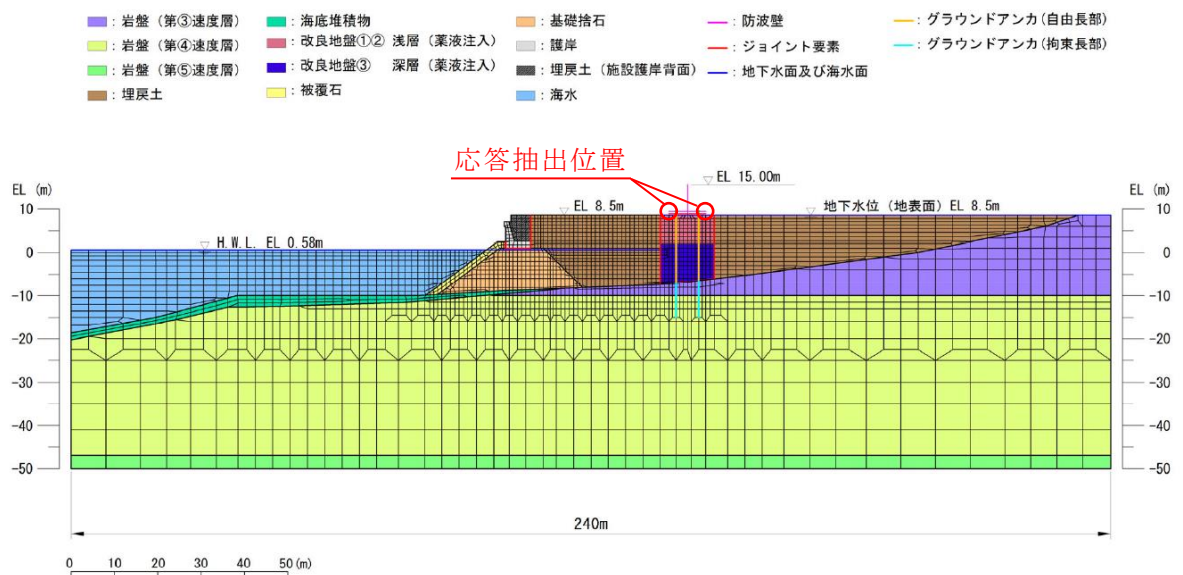 ：岩盤（第③速度層）
：岩盤（第④速度層）
：岩盤（第⑤速度層）
：埋戻土
：海底堆積物
：改良地盤①② 浅層（薬液注入）
：改良地盤③ 深層（薬液注入）
：被覆石
：基礎捨石
：護岸
：埋戻土（施設護岸背面）
：海水
：防波壁
：ジョイント要素
：地下水面及び海水面
：グラウンドアンカ(自由長部)
：グラウンドアンカ(拘束長部)
応答抽出位置
EL 15.00m
EL (m)
EL (m)
EL 8.5m
地下水位（地表面）EL 8.5m
H.W.L. EL 0.58m
10
0
-10
-20
-30
-40
-50
10
0
-10
-20
-30
-40
-50
240m
0 10 20 30 40 50(m)